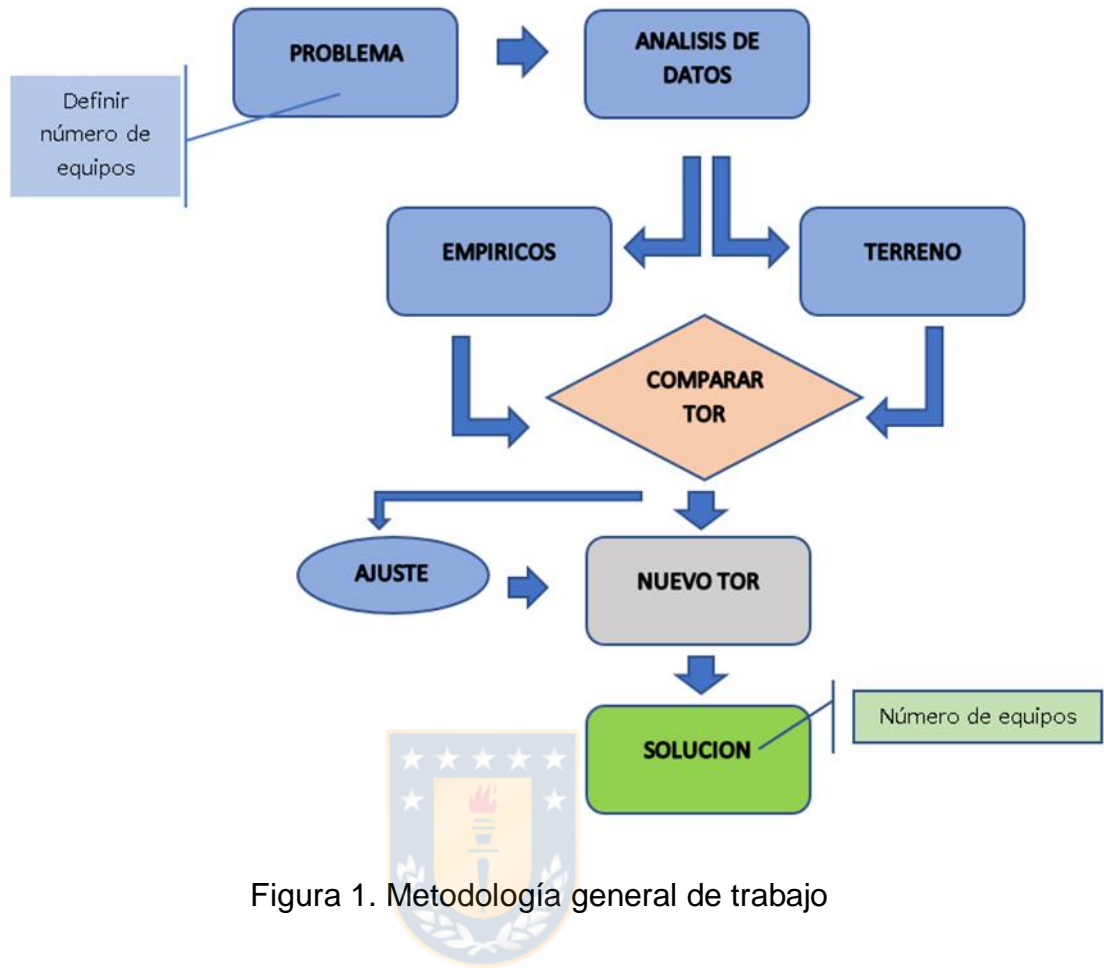 PROBLEMA
ANALISIS DE
DATOS
Definir
número de
equipos
EMPIRICOS
TERRENO
COMPARAR
TOR
AJUSTE
NUEVO TOR
SOLUCION
Número de equipos
Figura 1. Metodología general de trabajo